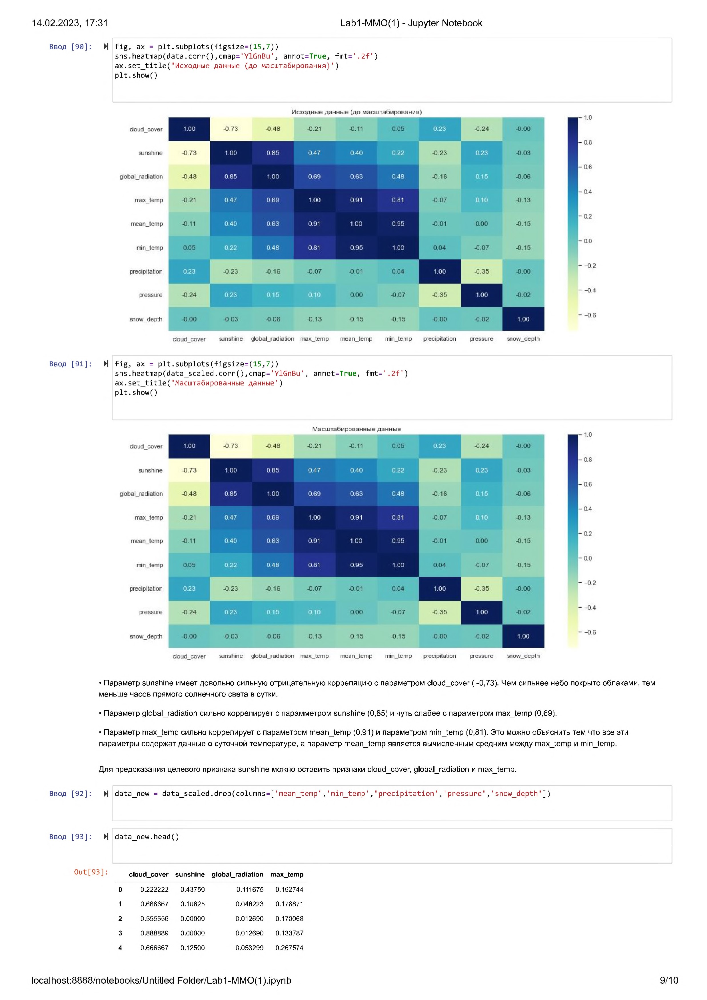 14.02.2023, 17:31 Lab1-MMO(1) - Jupyter Notebook
Ввод [90]: fig, ax = plt.subplots(figsize=(15,7))
sns.heatmap(data.corr(),cmap='YlGnBu', annot=True, fmt='.2f')
ax.set_title('Исходные данные (до масштабирования)')
plt.show()
Исходные данные (до масштабирования)
cloud_cover 1.00 -0.73 -0.48 -0.21 -0.11 0.05 0.23 -0.24 -0.00
sunshine -0.73 1.00 0.85 0.47 0.40 0.22 -0.23 0.23 -0.03
global_radiation -0.48 0.85 1.00 0.69 0.63 0.48 -0.16 0.15 -0.06
max_temp -0.21 0.47 0.69 1.00 0.91 0.81 -0.07 0.10 -0.13
mean_temp -0.11 0.40 0.63 0.91 1.00 0.95 -0.01 0.00 -0.15
min_temp 0.05 0.22 0.48 0.81 0.95 1.00 0.04 -0.07 -0.15
precipitation 0.23 -0.23 -0.16 -0.07 -0.01 0.04 1.00 -0.35 -0.00
pressure -0.24 0.23 0.15 0.10 0.00 -0.07 -0.35 1.00 -0.02
snow_depth -0.00 -0.03 -0.06 -0.13 -0.15 -0.15 -0.00 -0.02 1.00
cloud_cover sunshine global_radiation max_temp mean_temp min_temp precipitation pressure snow_depth
1.0
0.8
0.6
0.4
0.2
0.0
-0.2
-0.4
-0.6
Ввод [91]: fig, ax = plt.subplots(figsize=(15,7))
sns.heatmap(data_scaled.corr(),cmap='YlGnBu', annot=True, fmt='.2f')
ax.set_title('Масштабированные данные')
plt.show()
Масштабированные данные
cloud_cover 1.00 -0.73 -0.48 -0.21 -0.11 0.05 0.23 -0.24 -0.00
sunshine -0.73 1.00 0.85 0.47 0.40 0.22 -0.23 0.23 -0.03
global_radiation -0.48 0.85 1.00 0.69 0.63 0.48 -0.16 0.15 -0.06
max_temp -0.21 0.47 0.69 1.00 0.91 0.81 -0.07 0.10 -0.13
mean_temp -0.11 0.40 0.63 0.91 1.00 0.95 -0.01 0.00 -0.15
min_temp 0.05 0.22 0.48 0.81 0.95 1.00 0.04 -0.07 -0.15
precipitation 0.23 -0.23 -0.16 -0.07 -0.01 0.04 1.00 -0.35 -0.00
pressure -0.24 0.23 0.15 0.10 0.00 -0.07 -0.35 1.00 -0.02
snow_depth -0.00 -0.03 -0.06 -0.13 -0.15 -0.15 -0.00 -0.02 1.00
cloud_cover sunshine global_radiation max_temp mean_temp min_temp precipitation pressure snow_depth
1.0
0.8
0.6
0.4
0.2
0.0
-0.2
-0.4
-0.6
• Параметр sunshine имеет довольно сильную отрицательную корреляцию с параметром cloud_cover ( -0,73). Чем сильнее небо покрыто облаками, тем
меньше часов прямого солнечного света в сутки.
• Параметр global_radiation сильно коррелирует с парамметром sunshine (0,85) и чуть слабее с параметром max_temp (0,69).
• Параметр max_temp сильно коррелирует с параметром mean_temp (0,91) и параметром min_temp (0,81). Это можно объяснить тем что все эти
параметры содержат данные о суточной температуре, а параметр mean_temp является вычисленным средним между max_temp и min_temp.
Для предсказания целевого признака sunshine можно оставить признаки cloud_cover, global_radiation и max_temp.
Ввод [92]: data_new = data_scaled.drop(columns=['mean_temp','min_temp','precipitation','pressure','snow_depth'])
Ввод [93]: data_new.head()
Out[93]:
cloud_cover sunshine global_radiation max_temp
0 0.222222 0.43750 0.111675 0.192744
1 0.666667 0.10625 0.048223 0.176871
2 0.555556 0.00000 0.012690 0.170068
3 0.888889 0.00000 0.012690 0.133787
4 0.666667 0.12500 0.053299 0.267574
localhost:8888/notebooks/Untitled Folder/Lab1-MMO(1).ipynb 9/10